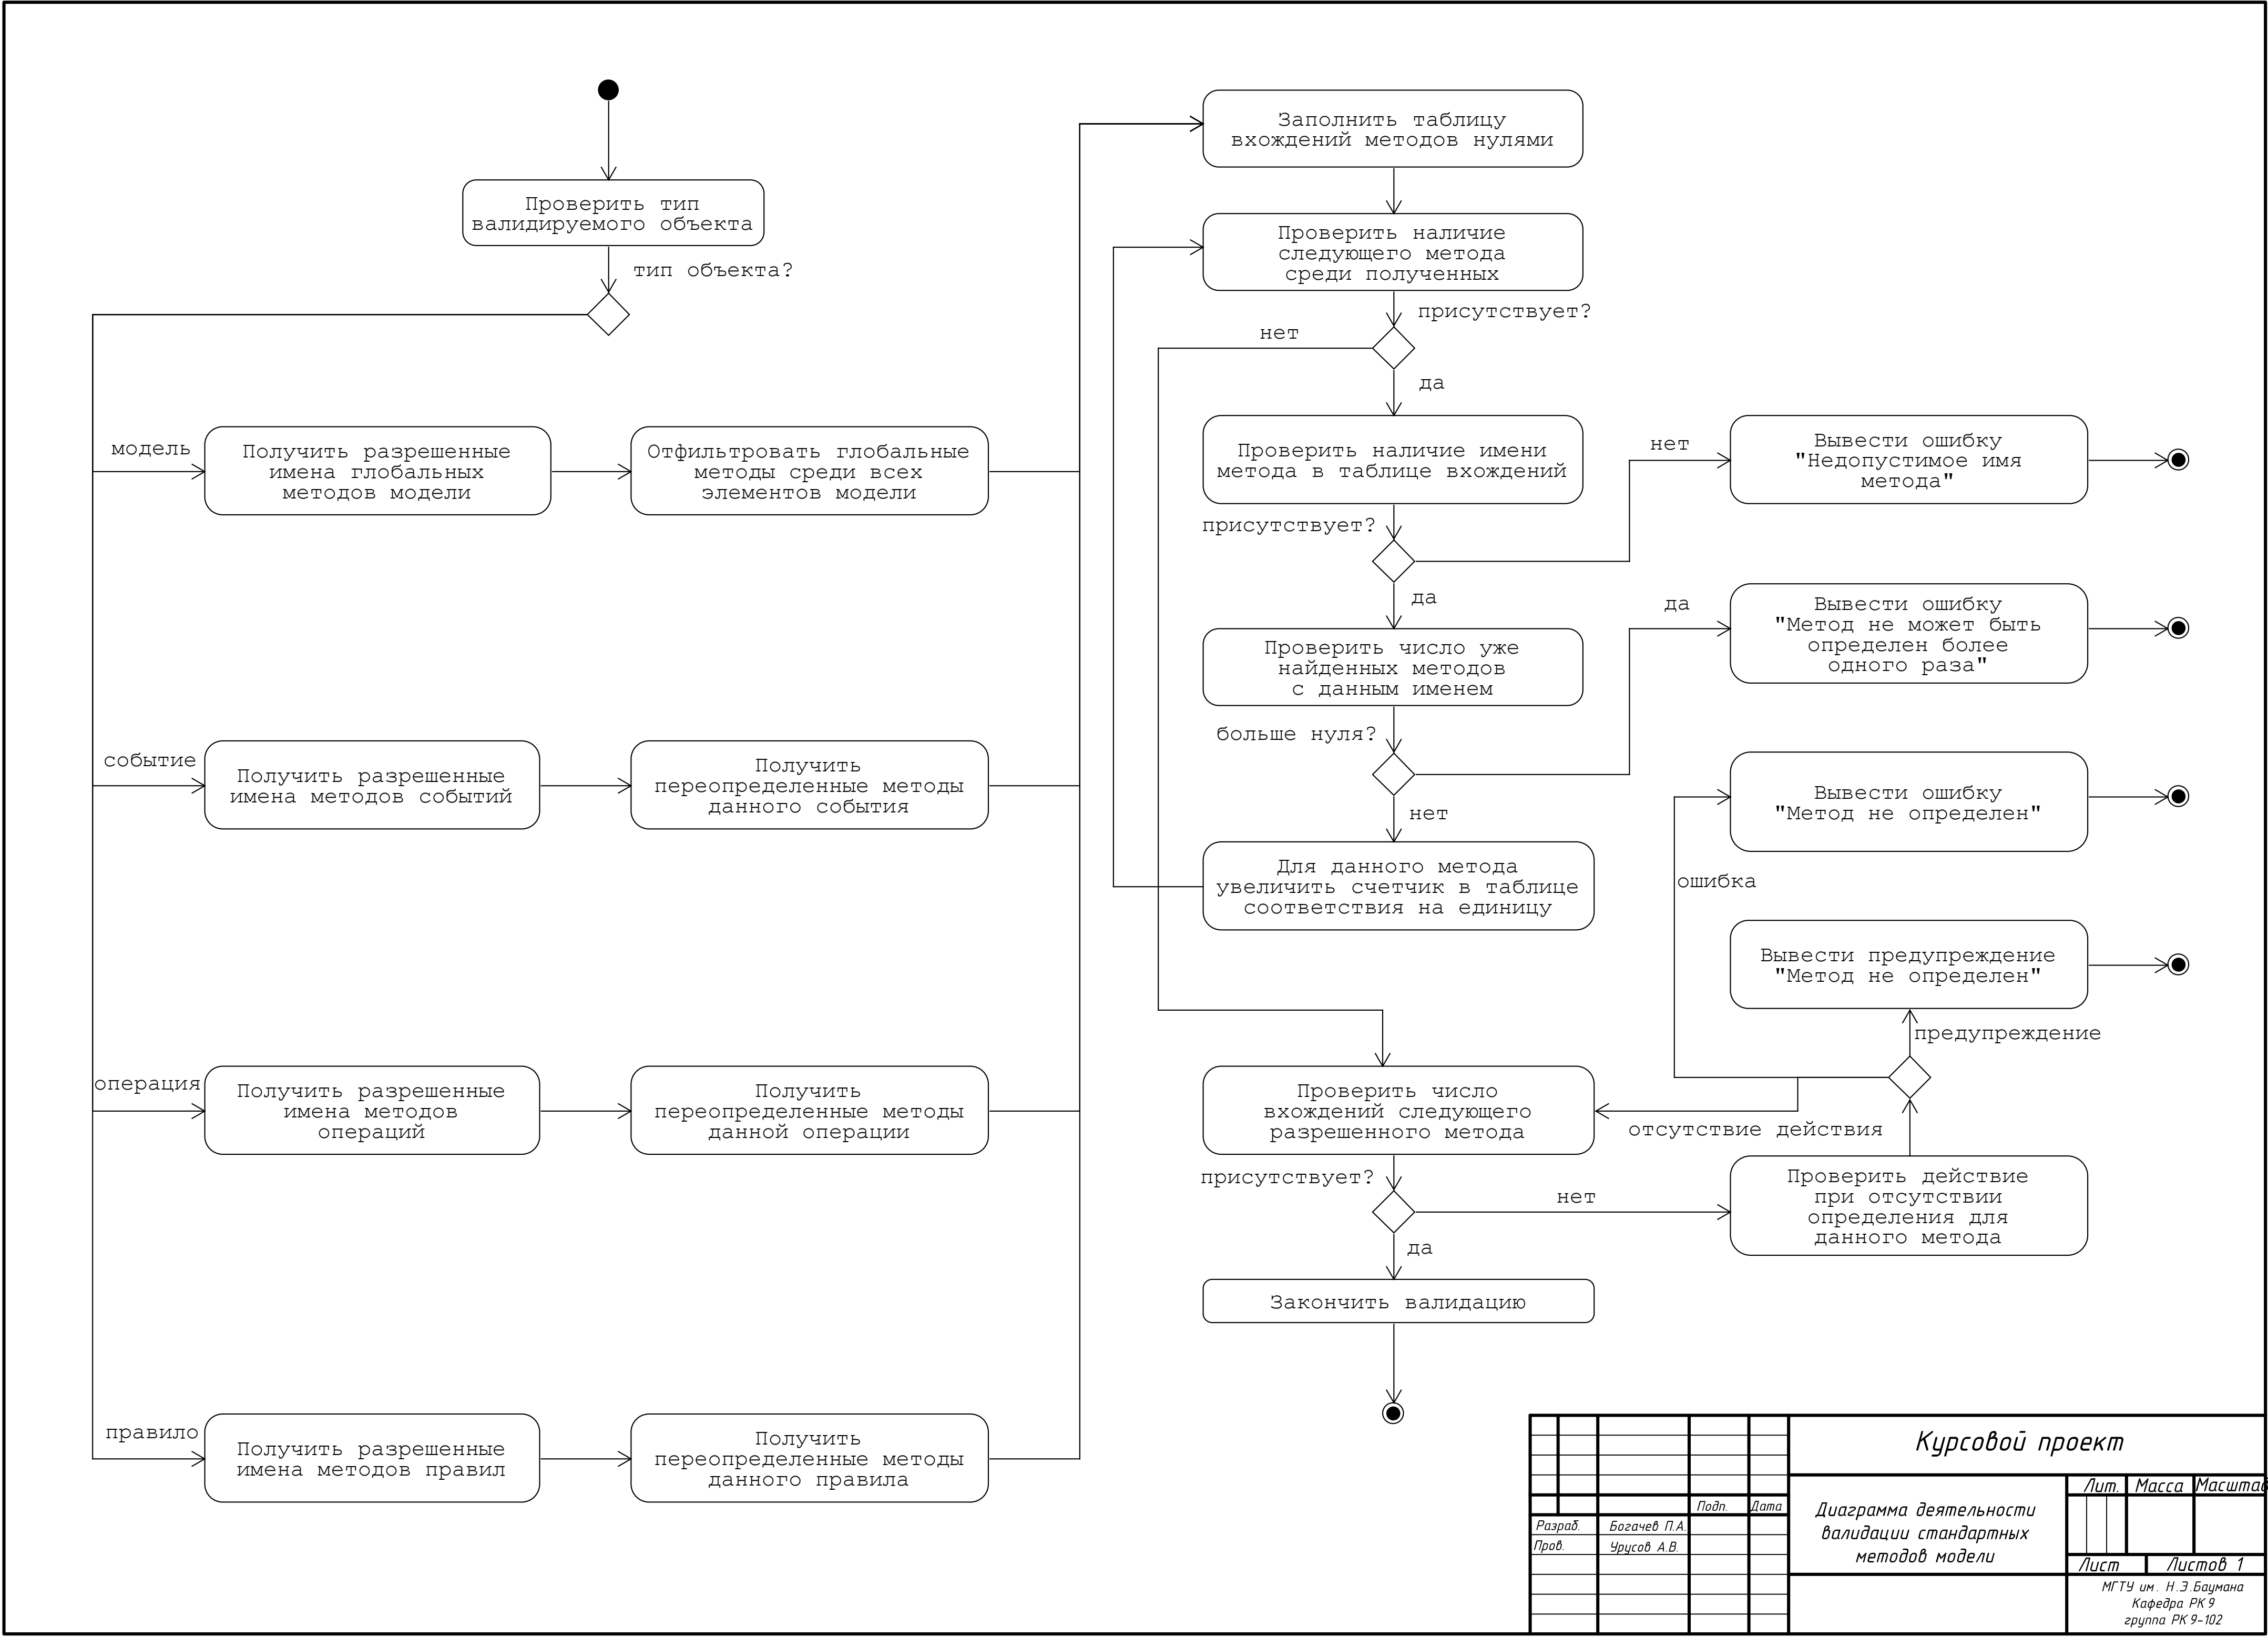 Проверить тип
валидируемого объекта
тип объекта?
модель
Получить разрешенные
имена глобальных
методов модели
Отфильтровать глобальные
методы среди всех
элементов модели
событие
Получить разрешенные
имена методов событий
Получить
переопределенные методы
данного события
операция
Получить разрешенные
имена методов
операций
Получить
переопределенные методы
данной операции
правило
Получить разрешенные
имена методов правил
Получить
переопределенные методы
данного правила
Заполнить таблицу
вхождений методов нулями
Проверить наличие
следующего метода
среди полученных
присутствует?
нет
да
Проверить наличие имени
метода в таблице вхождений
нет
Вывести ошибку
"Недопустимое имя
метода"
присутствует?
да
Проверить число уже
найденных методов
с данным именем
да
Вывести ошибку
"Метод не может быть
определен более
одного раза"
больше нуля?
нет
Для данного метода
увеличить счетчик в таблице
соответствия на единицу
Вывести ошибку
"Метод не определен"
ошибка
Вывести предупреждение
"Метод не определен"
предупреждение
Проверить число
вхождений следующего
разрешенного метода
отсутствие действия
присутствует?
нет
Проверить действие
при отсутствии
определения для
данного метода
да
Закончить валидацию
Курсовой проект
Подп. Дата
Разраб. Богачев П.А.
Пров. Урусов А.В.
Диаграмма деятельности
валидации стандартных
методов модели
Лит. Масса Масштаб
Лист Листов 1
МГТУ им. Н.Э.Баумана
Кафедра РК9
группа РК9-102